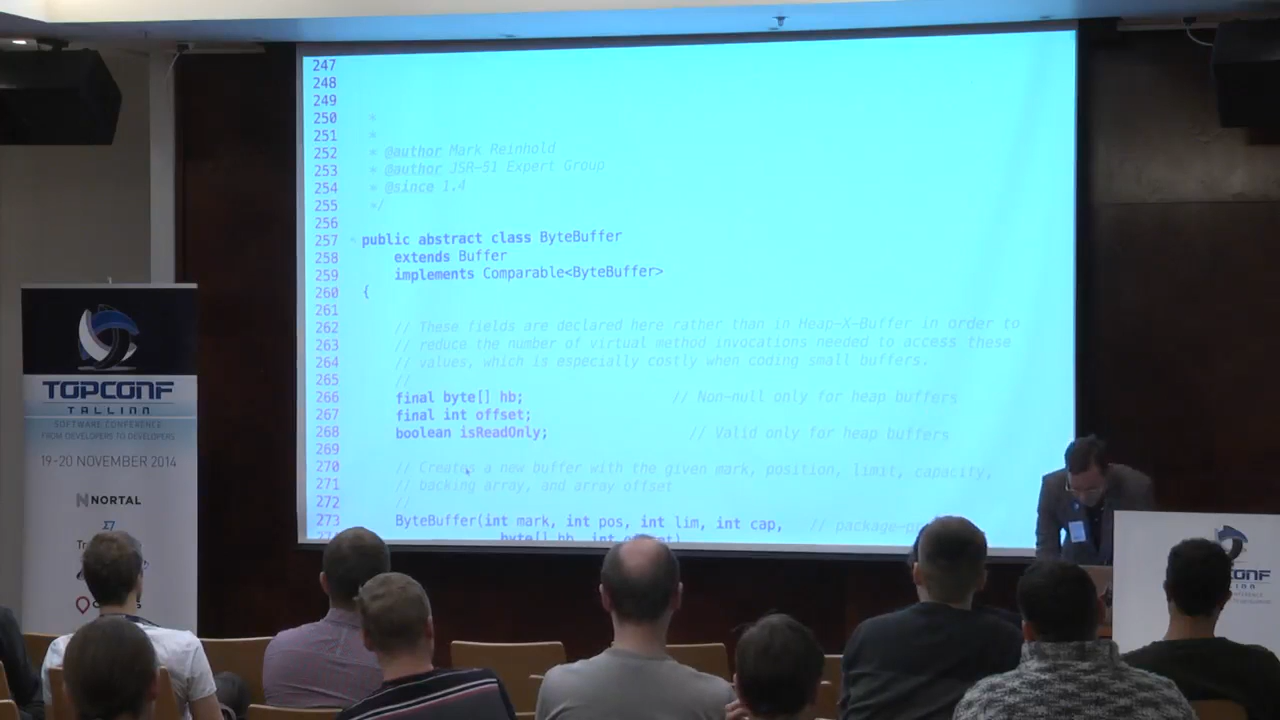 247
248
249
250 *
251 *
252 * @author Mark Reinhold
253 * @author JSR-51 Expert Group
254 * @since 1.4
255 */
256
257 public abstract class ByteBuffer
258 extends Buffer
259 implements Comparable<ByteBuffer>
260 {
261
262 // These fields are declared here rather than in Heap-X-Buffer in order to
263 // reduce the number of virtual method invocations needed to access these
264 // values, which is especially costly when coding small buffers.
265 //
266 final byte[] hb; // Non-null only for heap buffers
267 final int offset;
268 boolean isReadOnly; // Valid only for heap buffers
269
270 // Creates a new buffer with the given mark, position, limit, capacity,
271 // backing array, and array offset
272 //
273 ByteBuffer(int mark, int pos, int lim, int cap, // package-pr
byte[] hb, int offset)
TOPCONF
TALLINN
SOFTWARE CONFERENCE
FROM DEVELOPERS TO DEVELOPERS
19-20 NOVEMBER 2014
NORTAL